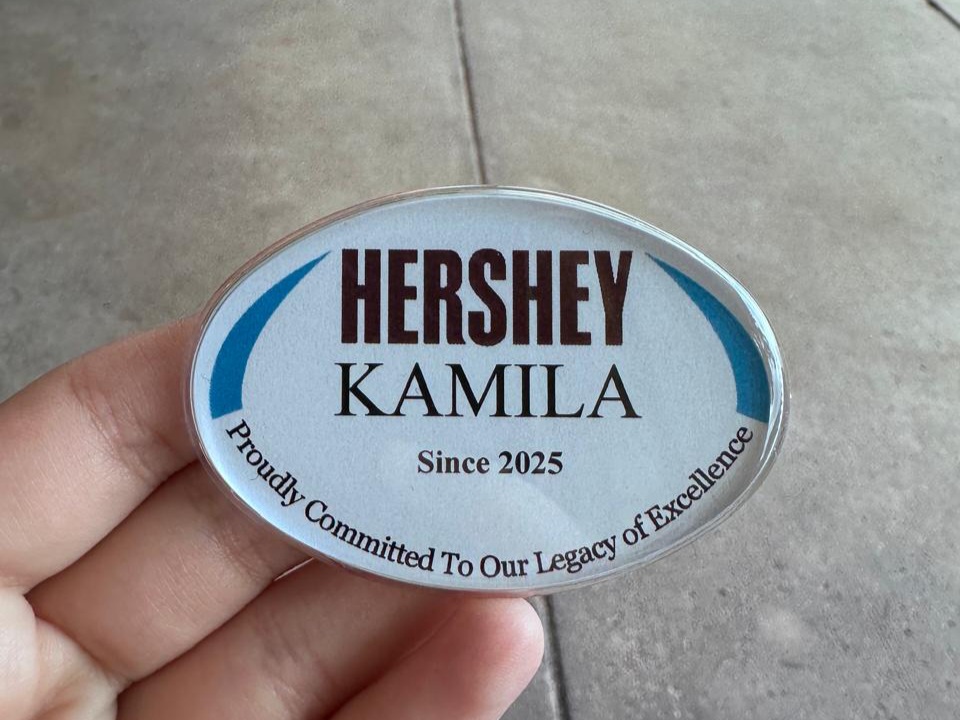 HERSHEY
KAMILA
Since 2025
Proudly Committed To Our Legacy of Excellence